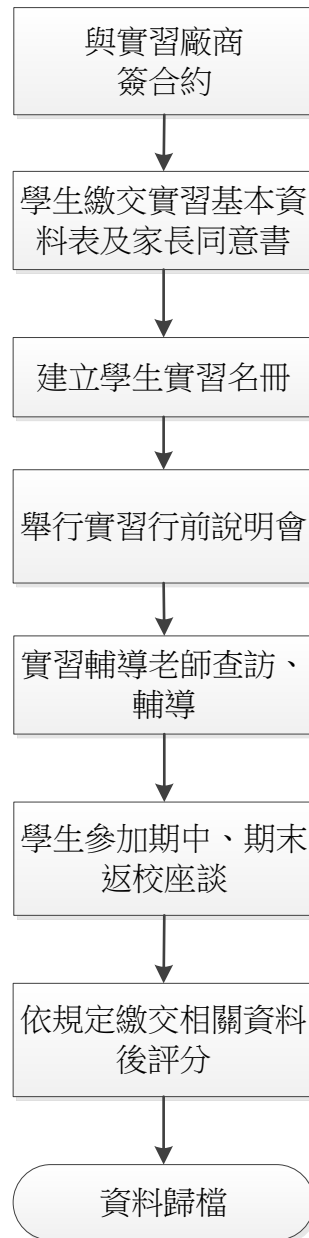 與實習廠商
簽合約
學生繳交實習基本資
料表及家長同意書
建立學生實習名冊
舉行實習行前說明會
實習輔導老師查訪、
輔導
學生參加期中、期末
返校座談
依規定繳交相關資料
後評分
資料歸檔